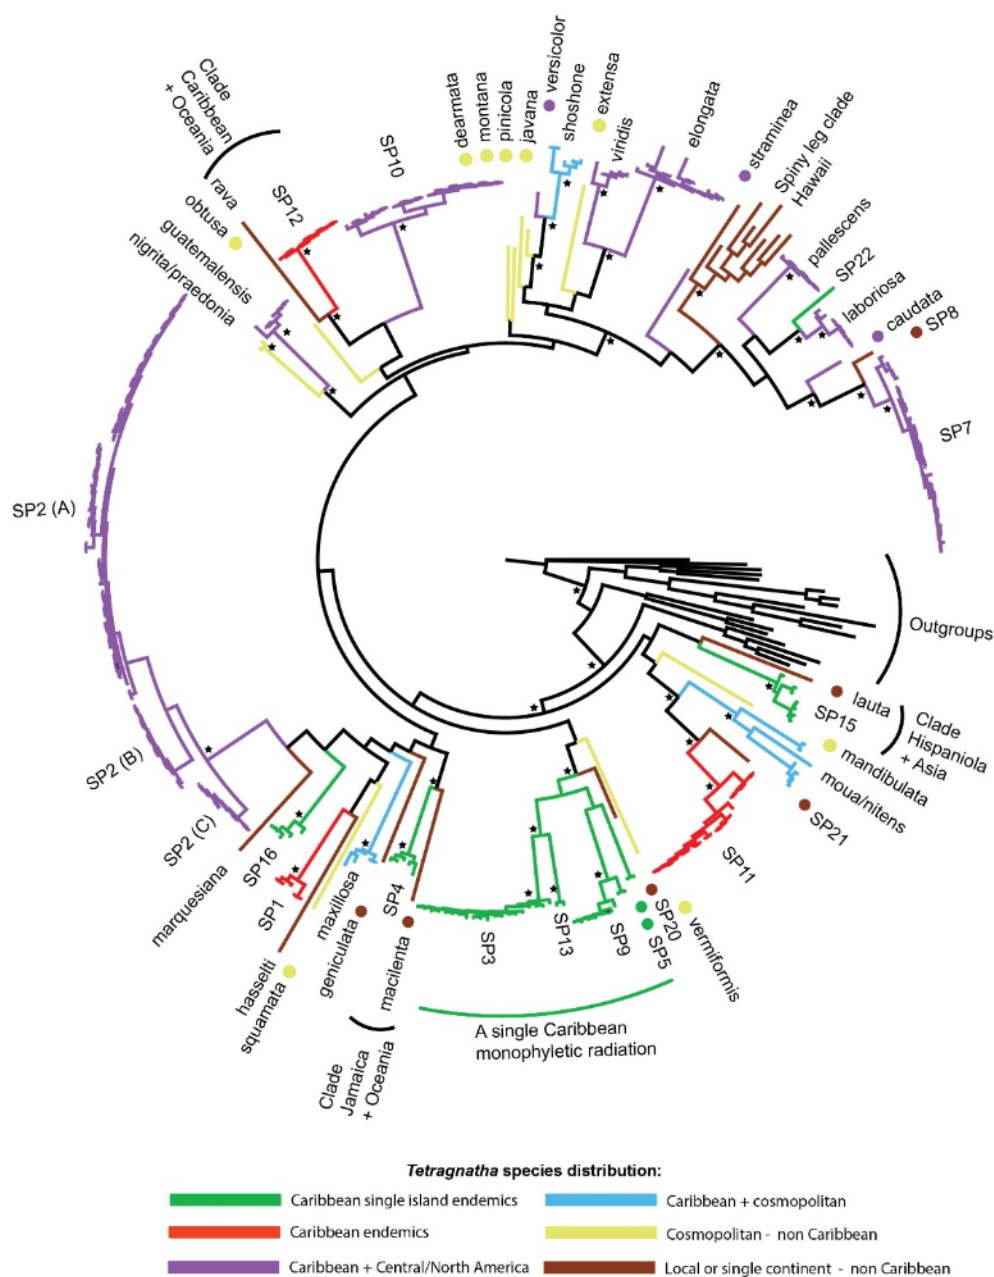 Clade
Caribbean
+ Oceania
rava
obtusa
guatemalensis
nigrita/praedonia
SP12
SP10
dearmata
montana
pinicola
javana
versicolor
shoshone
extensa
viridis
elongata
straminea
Spiny leg clade
Hawaii
pallescens
SP22
laboriosa
caudata
SP8
SP7
SP2 (A)
Outgroups
lauta
SP15
Clade
Hispaniola
+ Asia
mandibulata
moua/nitens
SP21
SP11
SP2 (B)
SP2 (C)
marquesiana
SP16
SP1
hasselti
squamata
maxillosa
geniculata
SP4
macilenta
Clade
Jamaica
+ Oceania
SP3
SP13
SP9
SP5
SP20
vermiformis
A single Caribbean
monophyletic radiation
Tetragnatha species distribution:
Caribbean single island endemics
Caribbean + cosmopolitan
Caribbean endemics
Cosmopolitan - non Caribbean
Caribbean + Central/North America
Local or single continent - non Caribbean